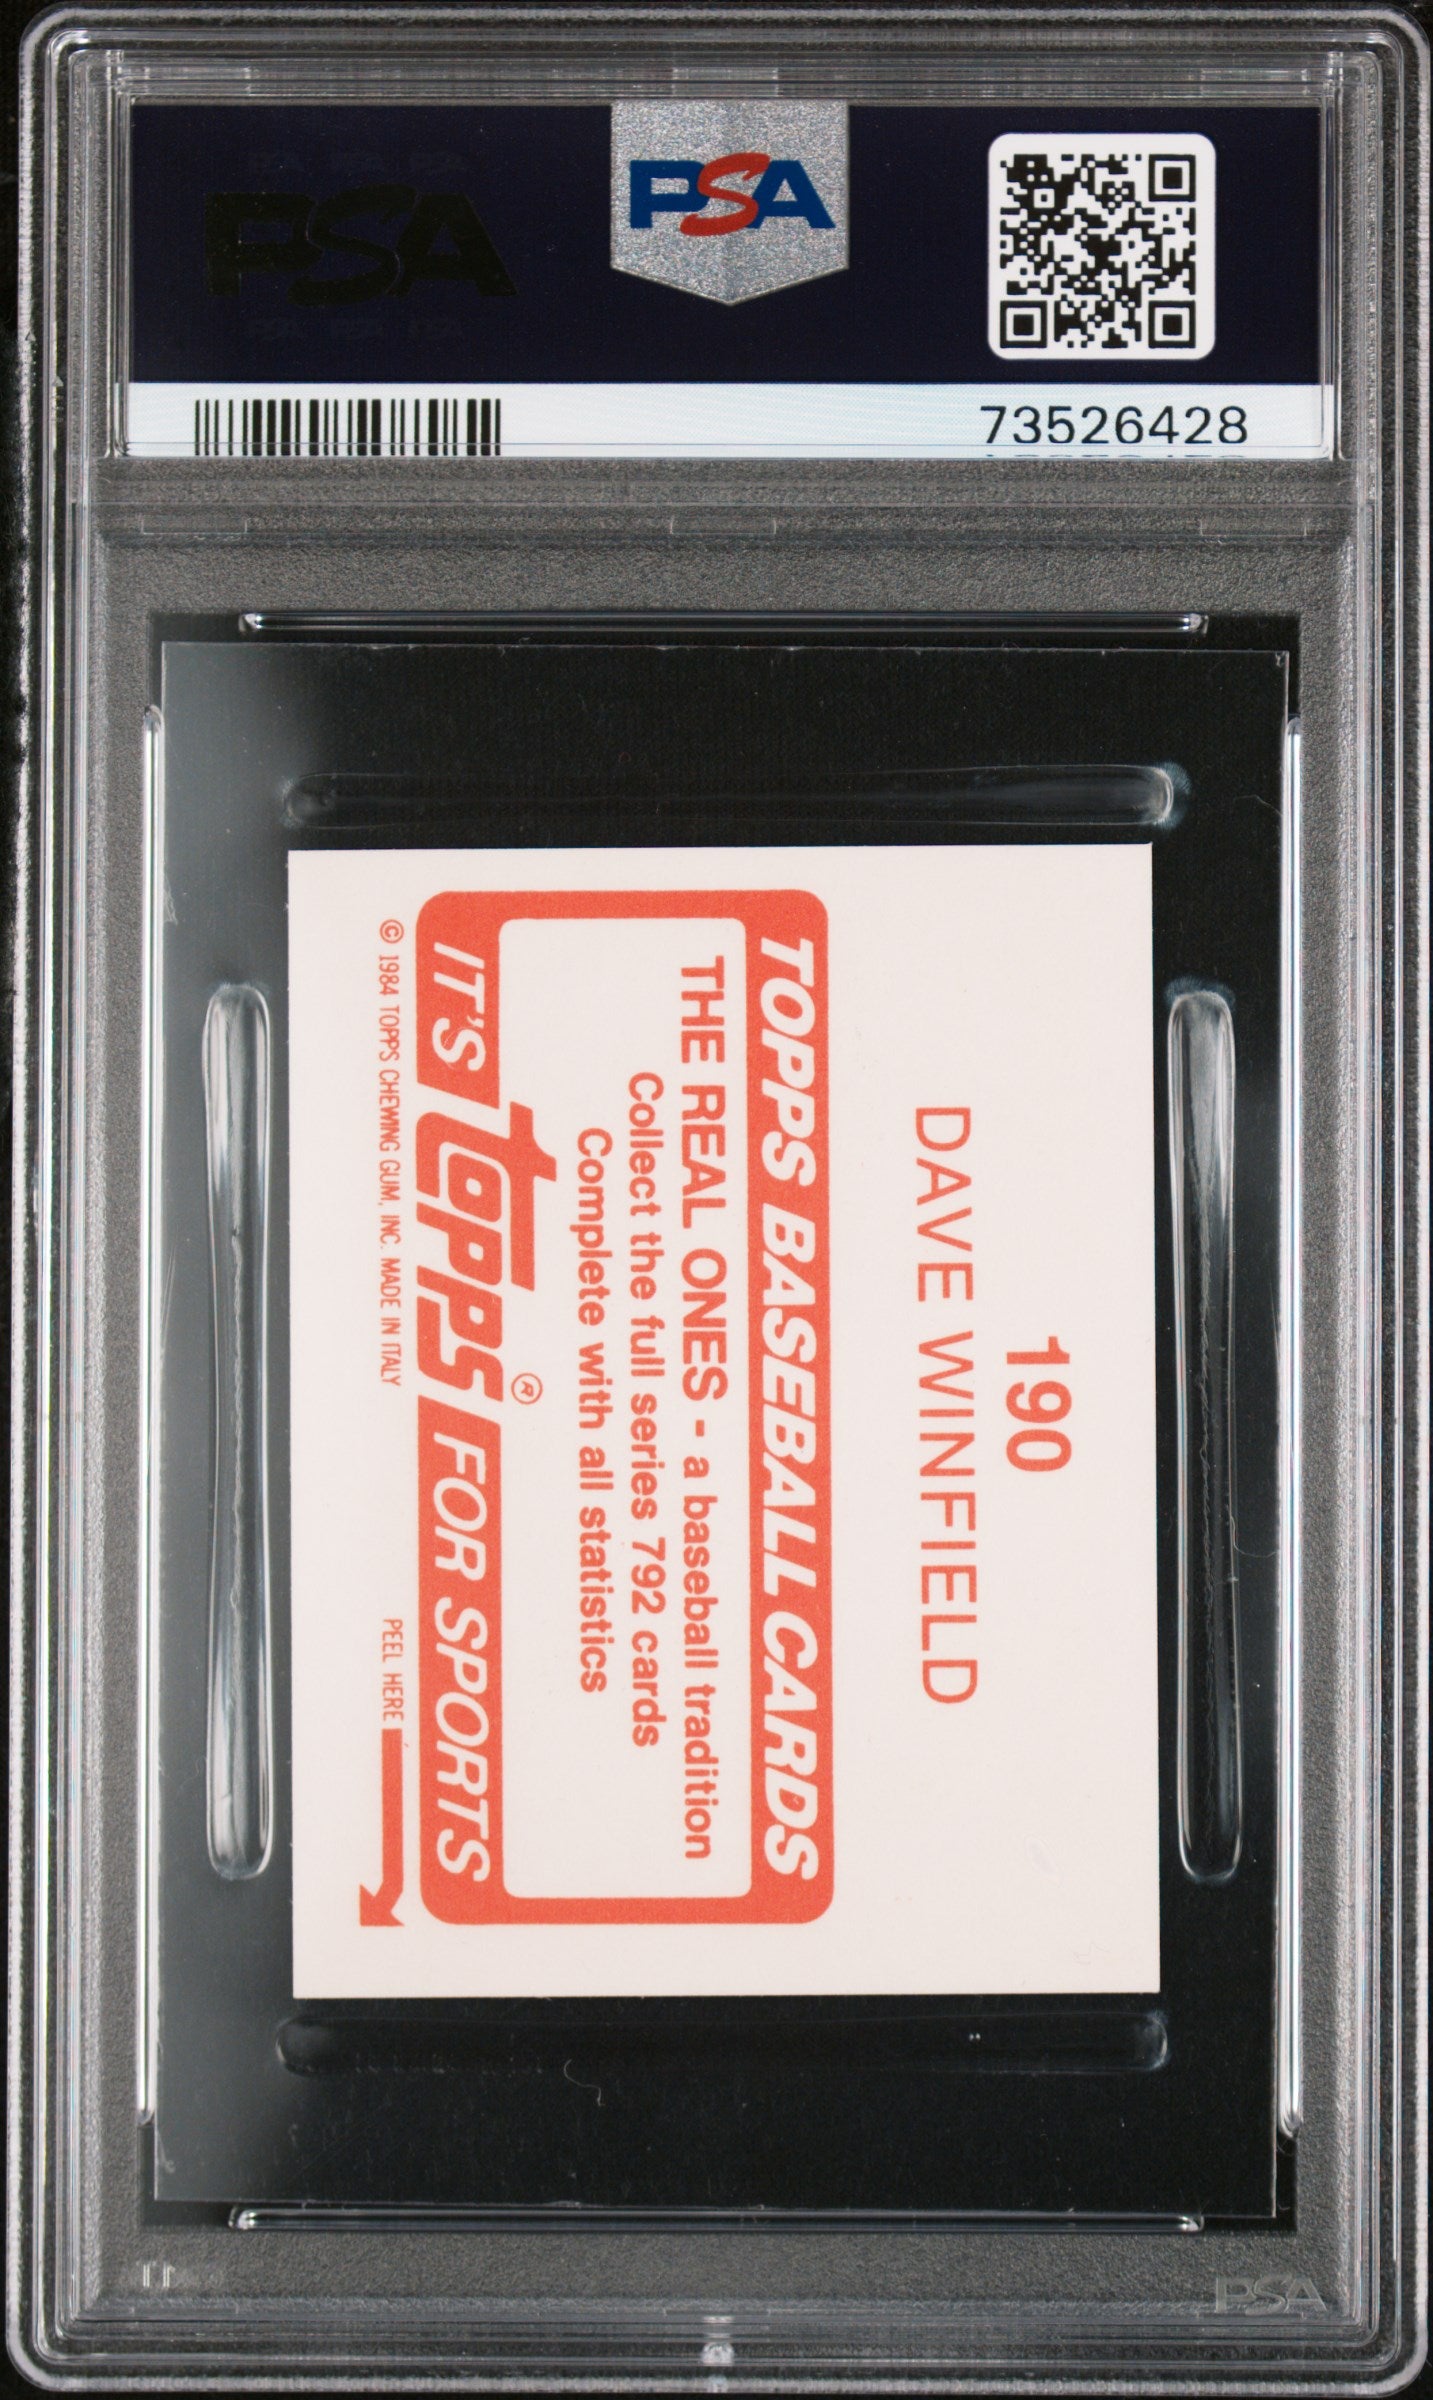 PSA
PSA
73526428
190
DAVE WINFIELD
TOPPS BASEBALL CARDS
THE REAL ONES - a baseball tradition
Collect the full series 792 cards
Complete with all statistics
IT'S topps® FOR SPORTS
© 1984 TOPPS CHEWING GUM, INC. MADE IN ITALY
PEEL HERE
PSA